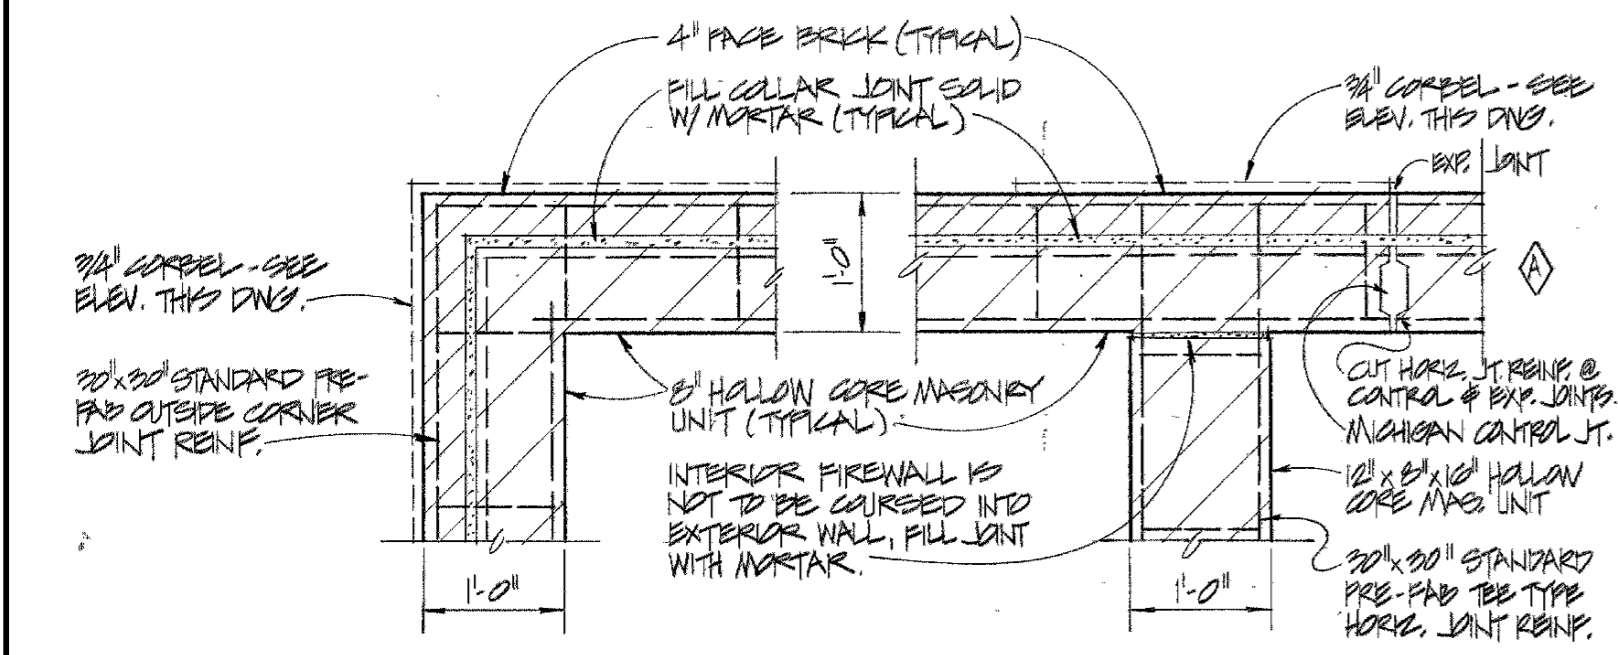 4" FACE BRICK (TYPICAL)
FILL COLLAR JOINT SOLID
W/ MORTAR (TYPICAL)
3/4" CORBEL - SEE
ELEV. THIS DWG.
EXP. JOINT
1'-0"
A
3/4" CORBEL - SEE
ELEV. THIS DWG.
30"x30" STANDARD PRE-
FAB OUTSIDE CORNER
JOINT REINF.
8" HOLLOW CORE MASONRY
UNIT (TYPICAL)
INTERIOR FIREWALL IS
NOT TO BE COURSED INTO
EXTERIOR WALL, FILL JOINT
WITH MORTAR.
CUT HORIZ. JT. REINF. @
CONTROL & EXP. JOINTS.
MICHIGAN CONTROL JT.
12" x 8" x 16" HOLLOW
CORE MAS. UNIT
30"x30" STANDARD
PRE-FAB TEE TYPE
HORIZ. JOINT REINF.
1'-0"
1'-0"